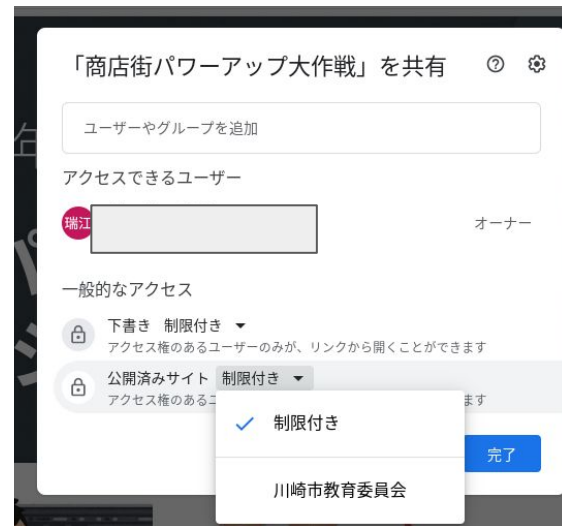 「商店街パワーアップ大作戦」を共有
ユーザーやグループを追加
アクセスできるユーザー
瑞江
オーナー
一般的なアクセス
下書き 制限付き
アクセス権のあるユーザーのみが、リンクから開くことができます
公開済みサイト 制限付き
アクセス権のあるユ
ます
制限付き
完了
川崎市教育委員会